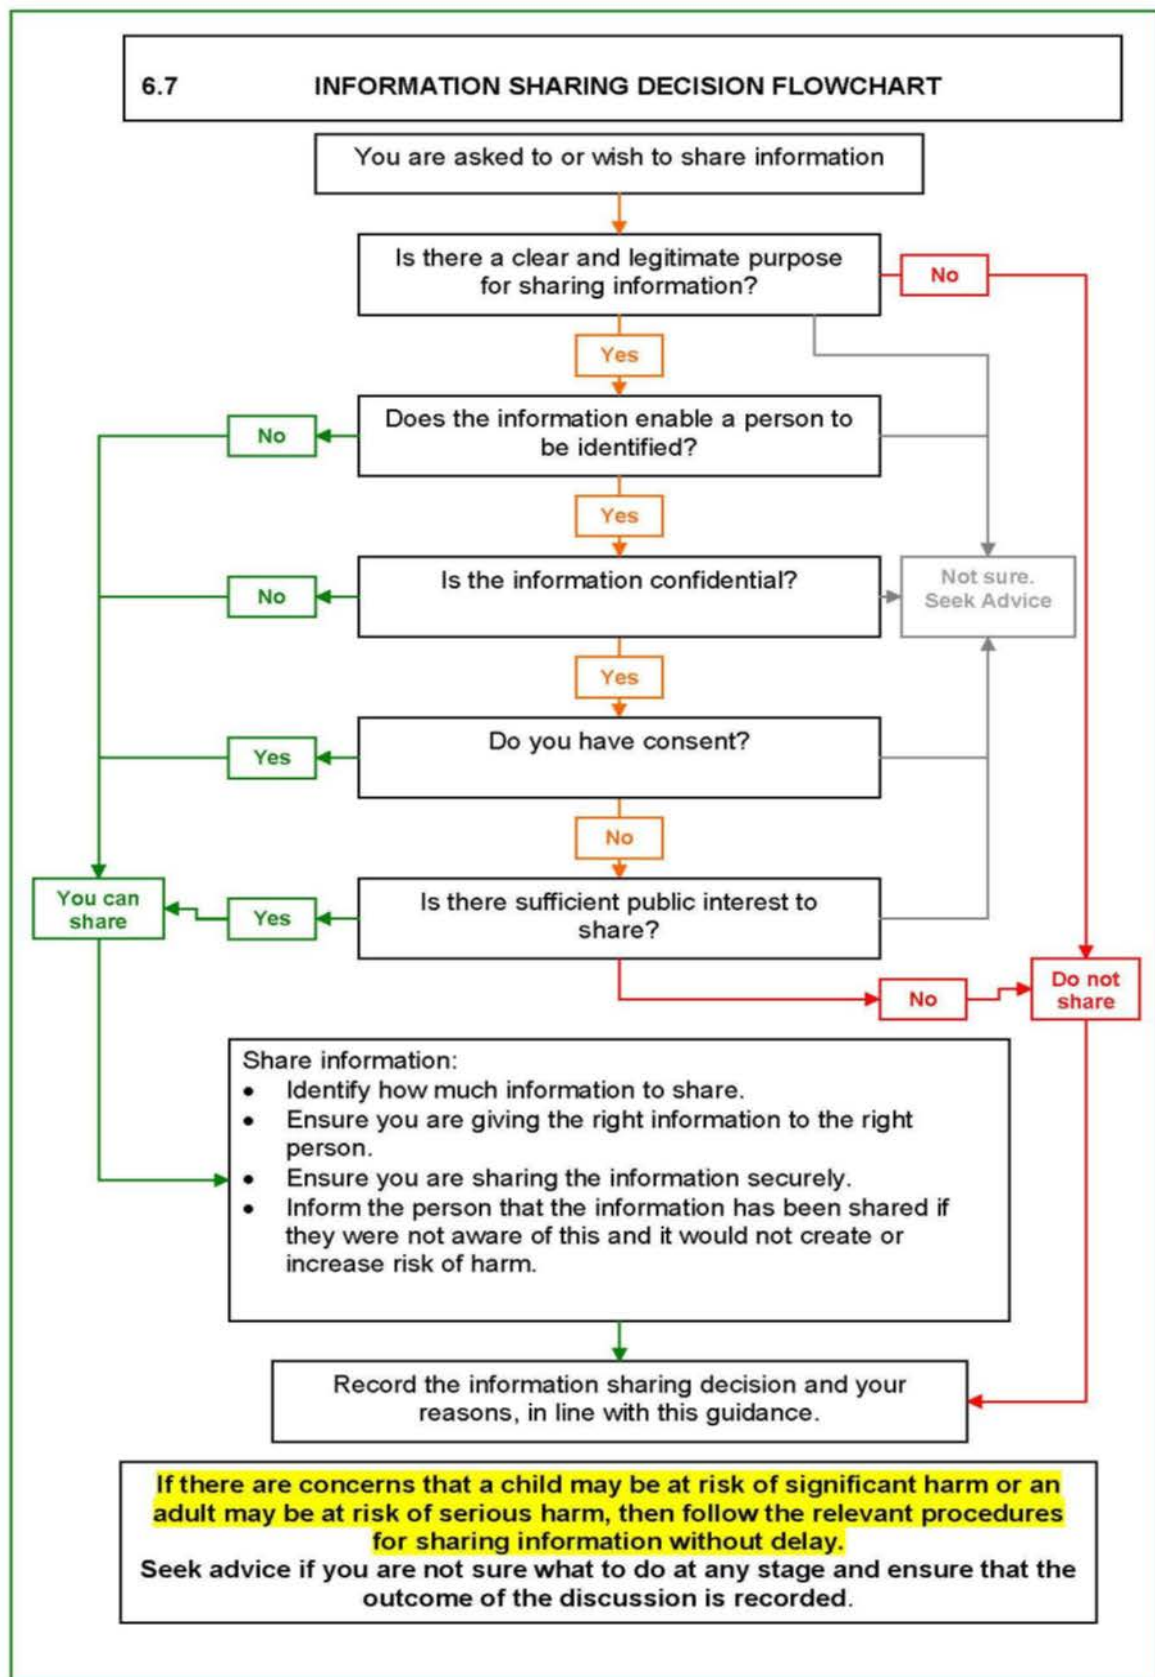 6.7 INFORMATION SHARING DECISION FLOWCHART
You are asked to or wish to share information
Is there a clear and legitimate purpose
for sharing information?
No
Yes
Does the information enable a person to
be identified?
No
Yes
Is the information confidential?
No
Not sure.
Seek Advice
Yes
Do you have consent?
Yes
No
Is there sufficient public interest to
share?
Yes
You can
share
No
Do not
share
Share information:
• Identify how much information to share.
• Ensure you are giving the right information to the right
person.
• Ensure you are sharing the information securely.
• Inform the person that the information has been shared if
they were not aware of this and it would not create or
increase risk of harm.
Record the information sharing decision and your
reasons, in line with this guidance.
If there are concerns that a child may be at risk of significant harm or an
adult may be at risk of serious harm, then follow the relevant procedures
for sharing information without delay.
Seek advice if you are not sure what to do at any stage and ensure that the
outcome of the discussion is recorded.